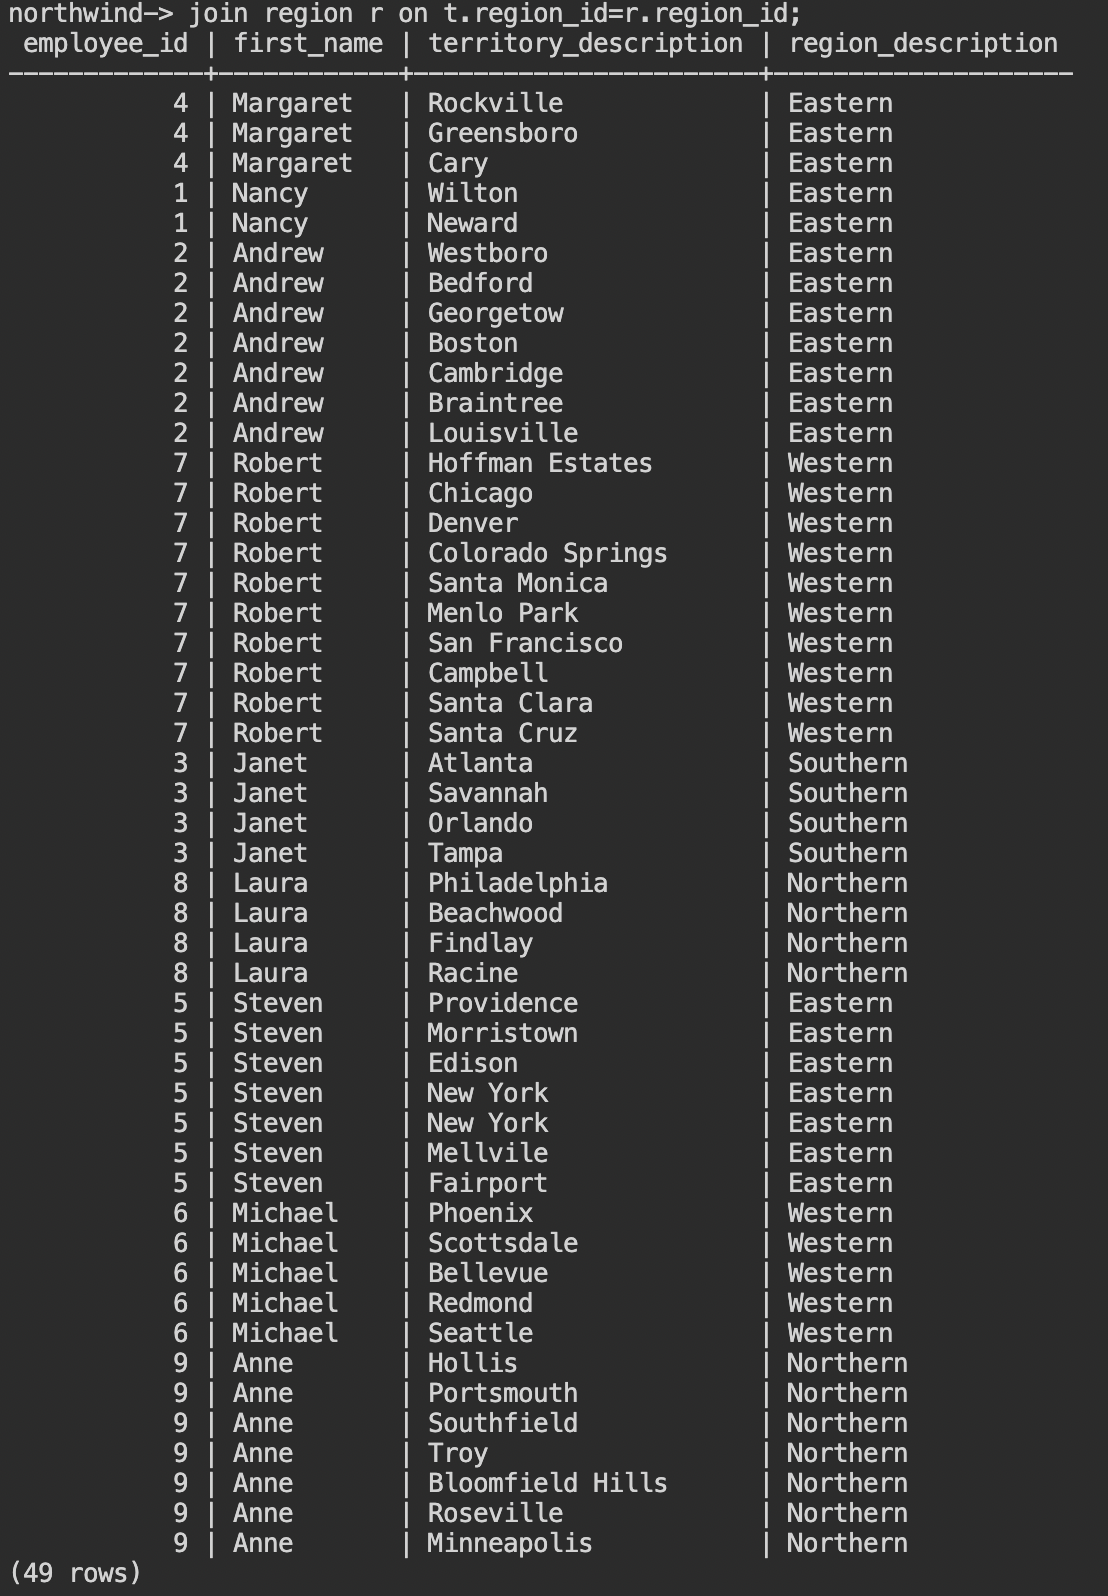 northwind-> join region r on t.region_id=r.region_id;
 employee_id | first_name | territory_description | region_description
-------------+------------+-----------------------+--------------------
           4 | Margaret   | Rockville             | Eastern
           4 | Margaret   | Greensboro            | Eastern
           4 | Margaret   | Cary                  | Eastern
           1 | Nancy      | Wilton                | Eastern
           1 | Nancy      | Neward                | Eastern
           2 | Andrew     | Westboro              | Eastern
           2 | Andrew     | Bedford               | Eastern
           2 | Andrew     | Georgetow             | Eastern
           2 | Andrew     | Boston                | Eastern
           2 | Andrew     | Cambridge             | Eastern
           2 | Andrew     | Braintree             | Eastern
           2 | Andrew     | Louisville            | Eastern
           7 | Robert     | Hoffman Estates       | Western
           7 | Robert     | Chicago               | Western
           7 | Robert     | Denver                | Western
           7 | Robert     | Colorado Springs      | Western
           7 | Robert     | Santa Monica          | Western
           7 | Robert     | Menlo Park            | Western
           7 | Robert     | San Francisco         | Western
           7 | Robert     | Campbell              | Western
           7 | Robert     | Santa Clara           | Western
           7 | Robert     | Santa Cruz            | Western
           3 | Janet      | Atlanta               | Southern
           3 | Janet      | Savannah              | Southern
           3 | Janet      | Orlando               | Southern
           3 | Janet      | Tampa                 | Southern
           8 | Laura      | Philadelphia          | Northern
           8 | Laura      | Beachwood             | Northern
           8 | Laura      | Findlay               | Northern
           8 | Laura      | Racine                | Northern
           5 | Steven     | Providence            | Eastern
           5 | Steven     | Morristown            | Eastern
           5 | Steven     | Edison                | Eastern
           5 | Steven     | New York              | Eastern
           5 | Steven     | New York              | Eastern
           5 | Steven     | Mellvile              | Eastern
           5 | Steven     | Fairport              | Eastern
           6 | Michael    | Phoenix               | Western
           6 | Michael    | Scottsdale            | Western
           6 | Michael    | Bellevue              | Western
           6 | Michael    | Redmond               | Western
           6 | Michael    | Seattle               | Western
           9 | Anne       | Hollis                | Northern
           9 | Anne       | Portsmouth            | Northern
           9 | Anne       | Southfield            | Northern
           9 | Anne       | Troy                  | Northern
           9 | Anne       | Bloomfield Hills      | Northern
           9 | Anne       | Roseville             | Northern
           9 | Anne       | Minneapolis           | Northern
(49 rows)